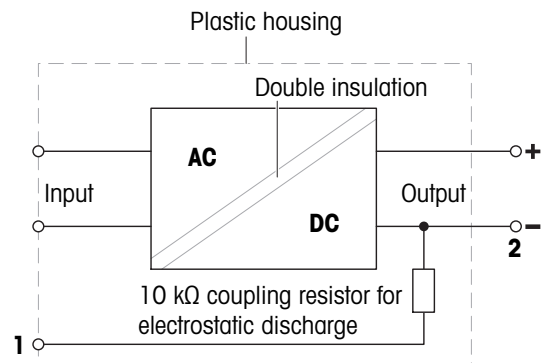 Plastic housing
Double insulation
AC
+
Input
Output
DC
−
2
10 kΩ coupling resistor for
electrostatic discharge
1